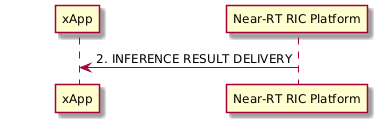 xApp
Near-RT RIC Platform
2. INFERENCE RESULT DELIVERY
xApp
Near-RT RIC Platform